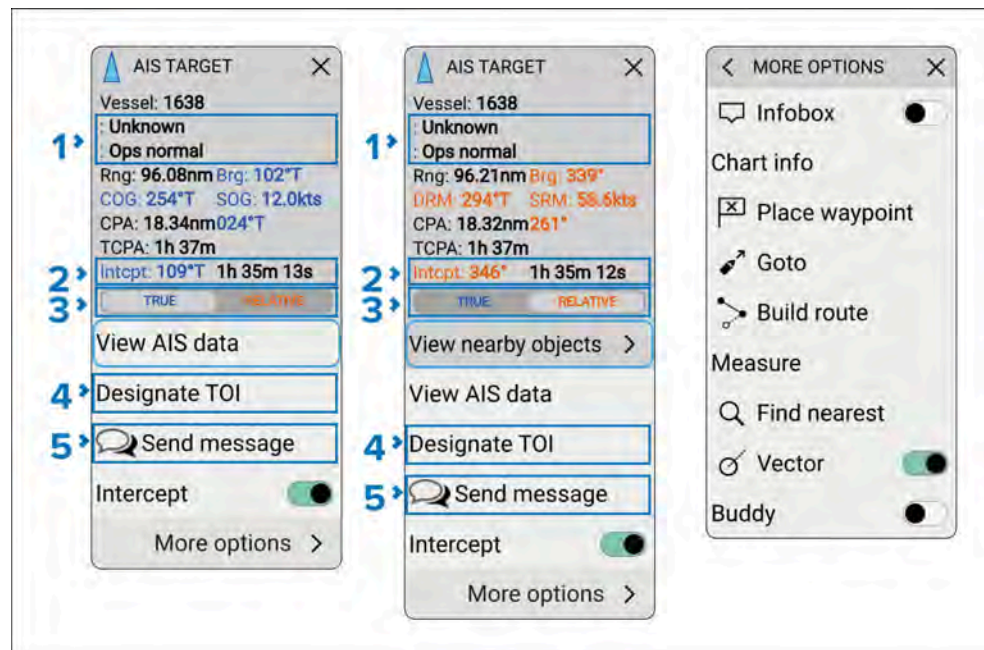 AIS TARGET
Vessel: 1638
1
: Unknown
: Ops normal
Rng: 96.08nm Brg: 102°T
COG: 254°T SOG: 12.0kts
CPA: 18.34nm 024°T
TCPA: 1h 37m
2
Intcpt: 109°T 1h 35m 13s
3
TRUE RELATIVE
View AIS data
4
Designate TOI
5
Send message
Intercept
More options
AIS TARGET
Vessel: 1638
1
: Unknown
: Ops normal
Rng: 96.21nm Brg: 339°
DRM: 294°T SRM: 58.6kts
CPA: 18.32nm 261°
TCPA: 1h 37m
2
Intcpt: 346° 1h 35m 12s
3
TRUE RELATIVE
View nearby objects
View AIS data
4
Designate TOI
5
Send message
Intercept
More options
MORE OPTIONS
Infobox
Chart info
Place waypoint
Goto
Build route
Measure
Find nearest
Vector
Buddy